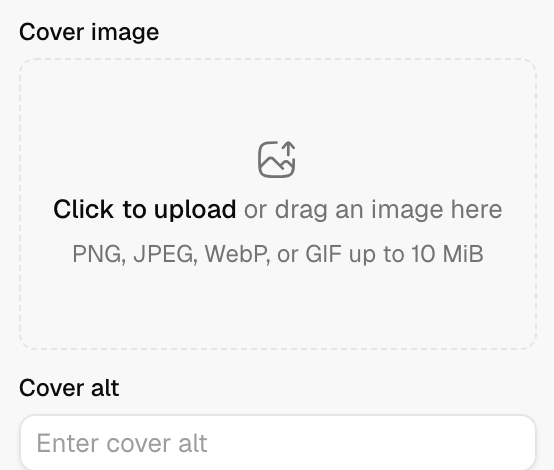 Cover image
Click to upload or drag an image here
PNG, JPEG, WebP, or GIF up to 10 MiB
Cover alt
Enter cover alt